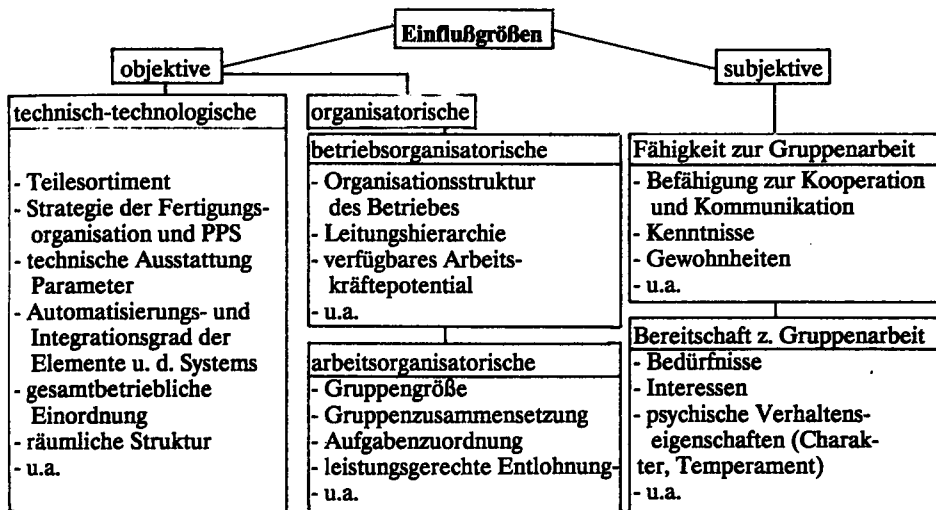 Einflußgrößen
objektive
subjektive
technisch-technologische
- Teilesortiment
- Strategie der Fertigungs-
organisation und PPS
- technische Ausstattung
Parameter
- Automatisierungs- und
Integrationsgrad der
Elemente u. d. Systems
- gesamtbetriebliche
Einordnung
- räumliche Struktur
- u.a.
organisatorische
betriebsorganisatorische
- Organisationsstruktur
des Betriebes
- Leitungshierarchie
- verfügbares Arbeits-
kräftepotential
- u.a.
arbeitsorganisatorische
- Gruppengröße
- Gruppenzusammensetzung
- Aufgabenzuordnung
- leistungsgerechte Entlohnung
- u.a.
Fähigkeit zur Gruppenarbeit
- Befähigung zur Kooperation
und Kommunikation
- Kenntnisse
- Gewohnheiten
- u.a.
Bereitschaft z. Gruppenarbeit
- Bedürfnisse
- Interessen
- psychische Verhaltens-
eigenschaften (Charak-
ter, Temperament)
- u.a.